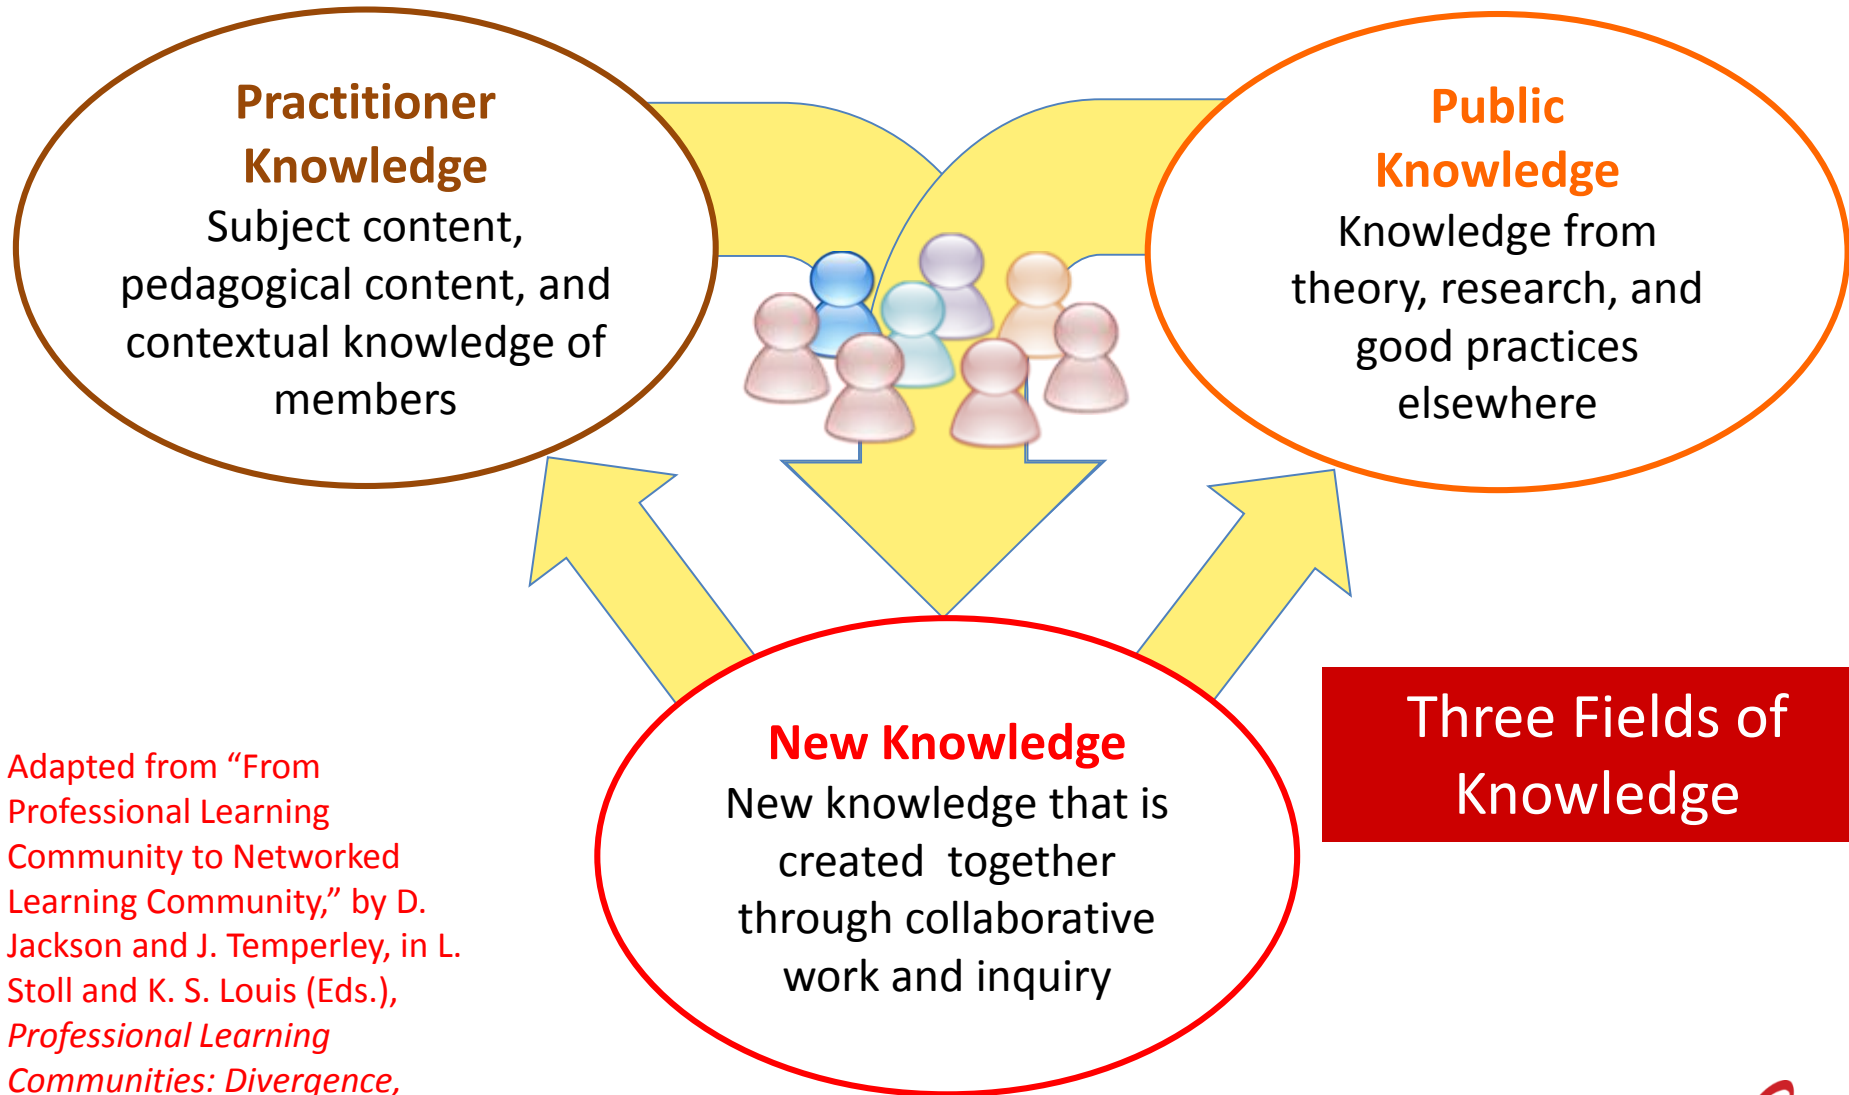 Practitioner
Knowledge
Subject content,
pedagogical content, and
contextual knowledge of
members
Public
Knowledge
Knowledge from
theory, research, and
good practices
elsewhere
New Knowledge
New knowledge that is
created  together
through collaborative
work and inquiry
Three Fields of
Knowledge
Adapted from “From
Professional Learning
Community to Networked
Learning Community,” by D.
Jackson and J. Temperley, in L.
Stoll and K. S. Louis (Eds.),
Professional Learning
Communities: Divergence,